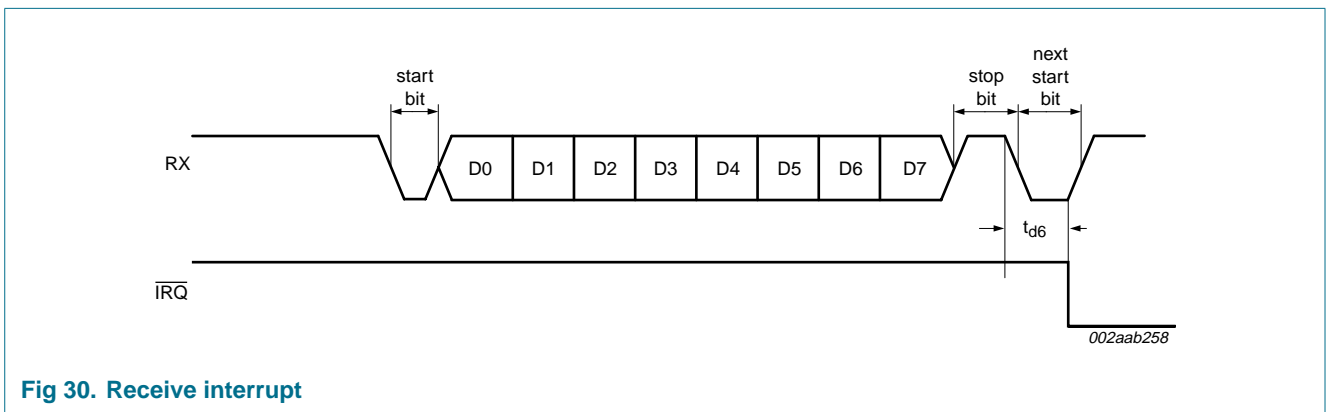 start
bit
stop
bit
next
start
bit
RX
D0 D1 D2 D3 D4 D5 D6 D7
td6
IRQ
002aab258
Fig 30. Receive interrupt